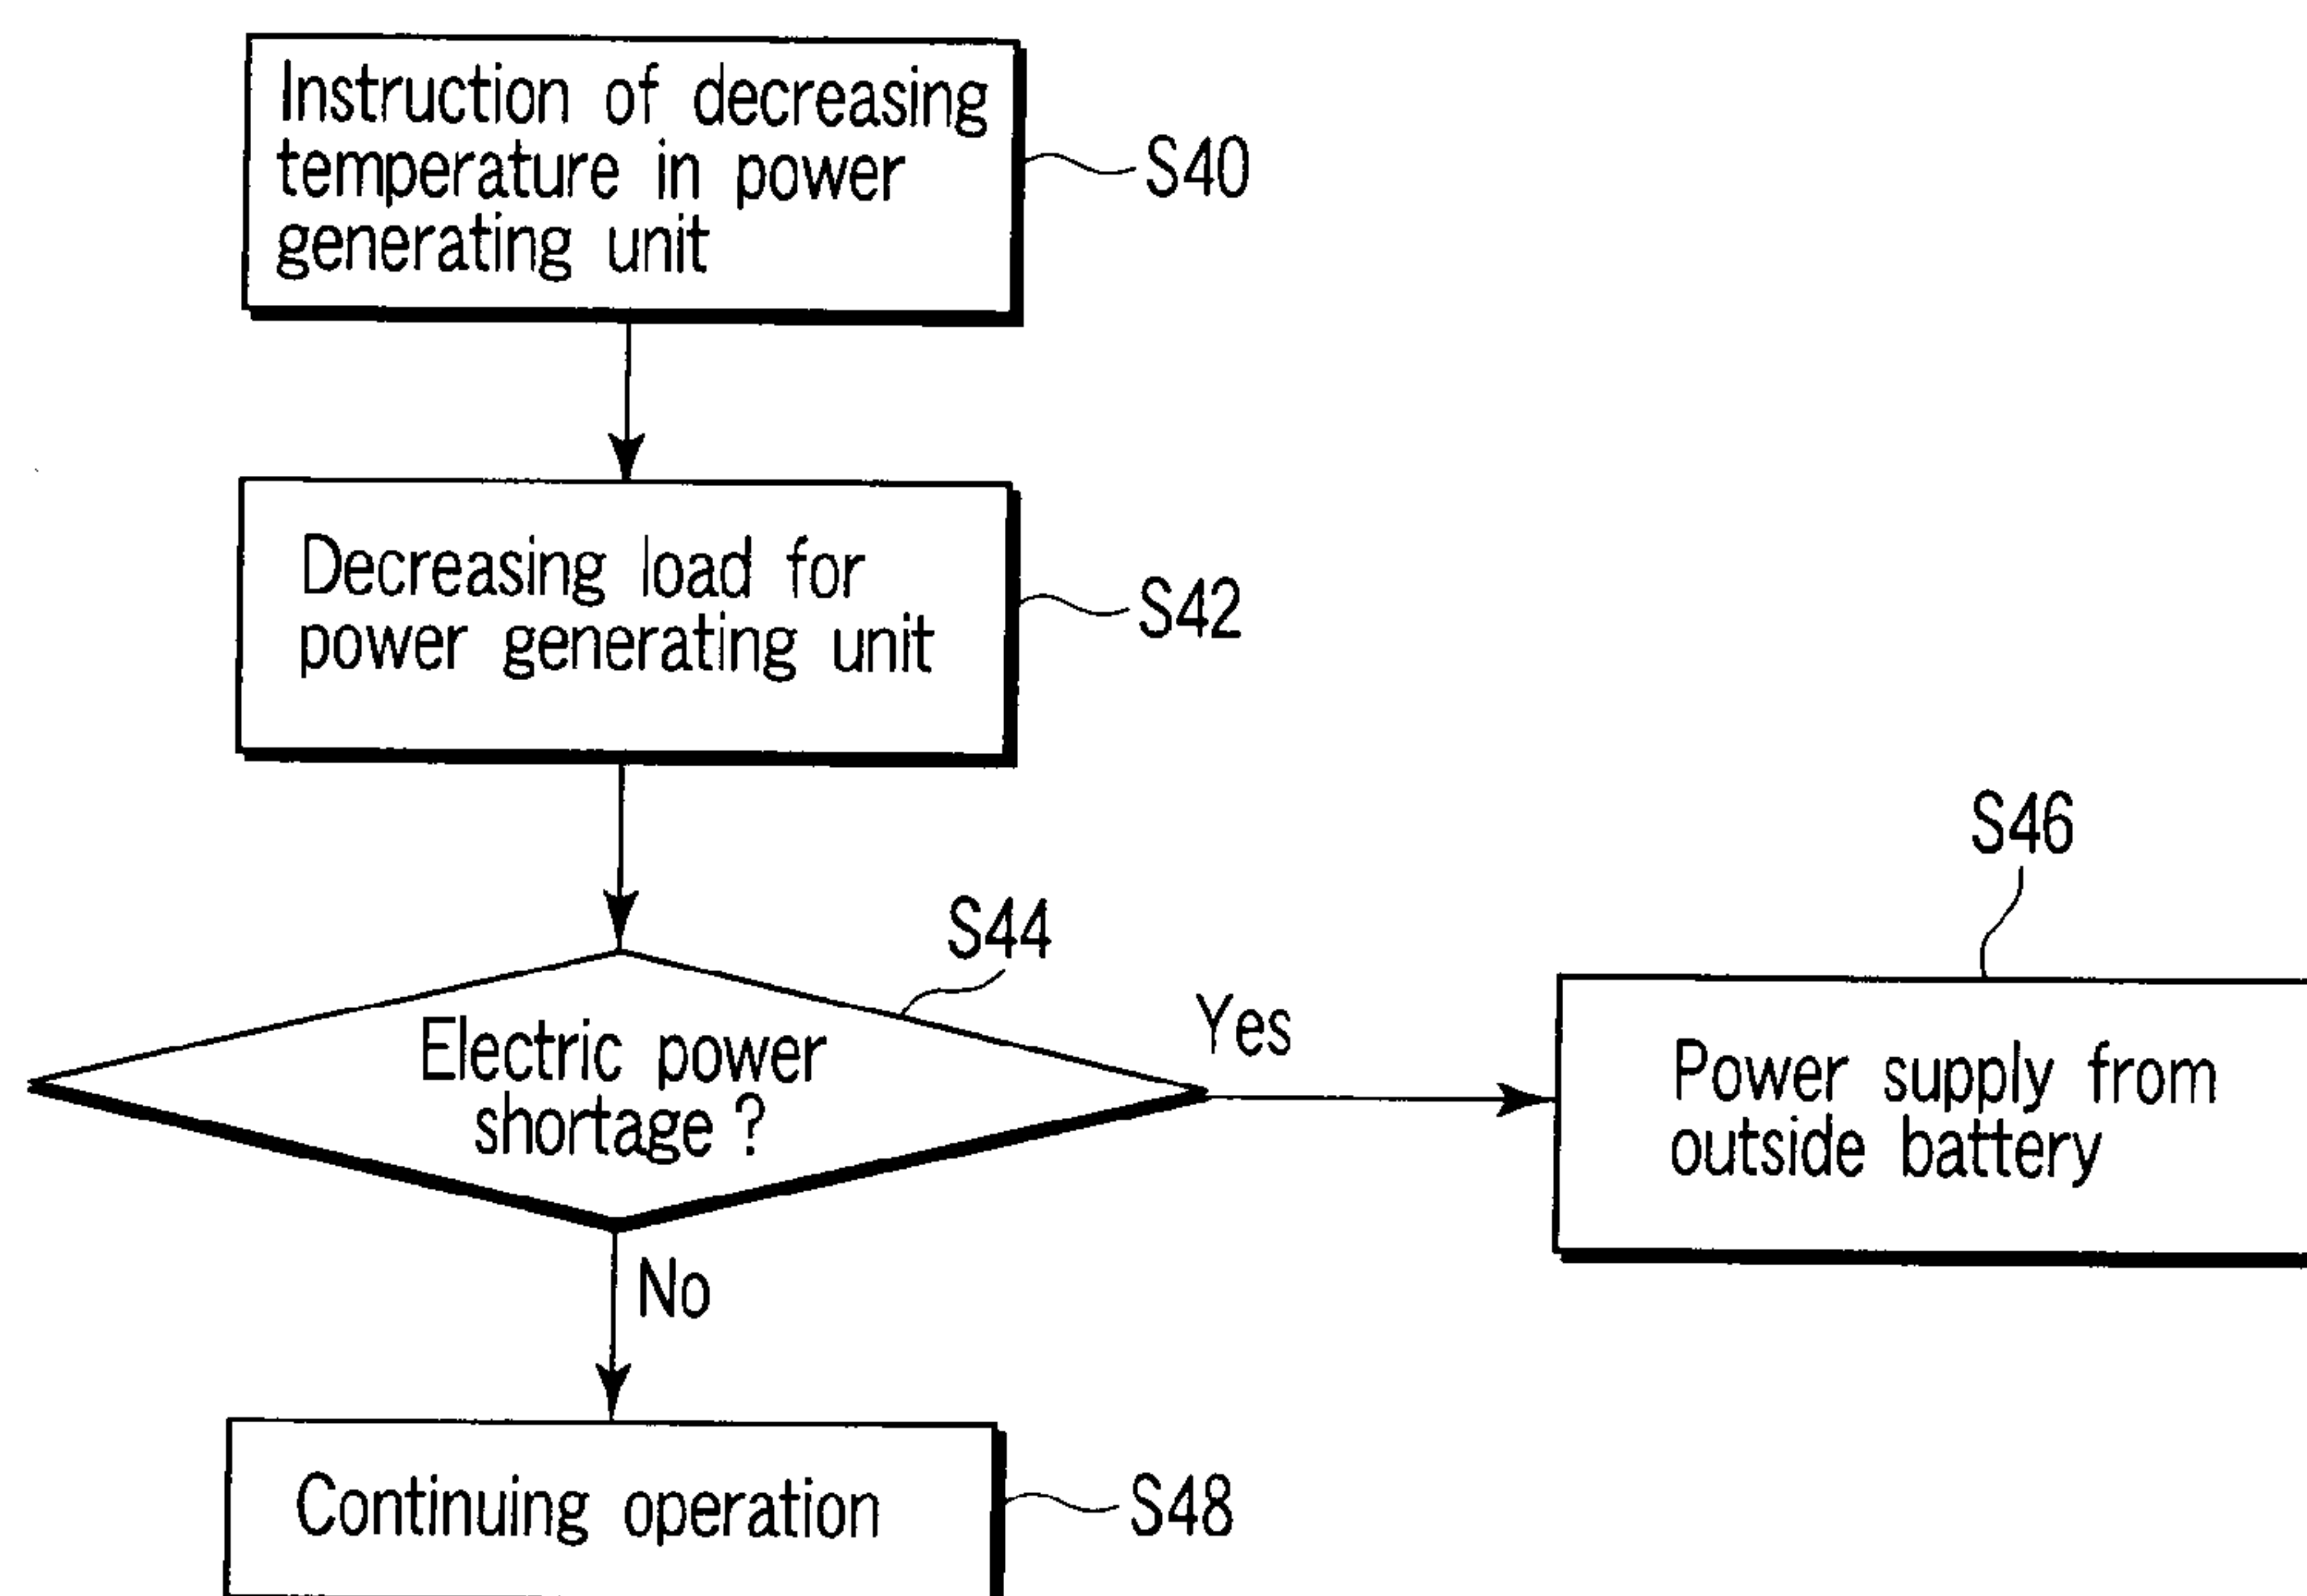 Instruction of decreasing
temperature in power
generating unit
S40
Decreasing load for
power generating unit
S42
S44
Electric power
shortage ?
Yes
S46
Power supply from
outside battery
No
Continuing operation
S48